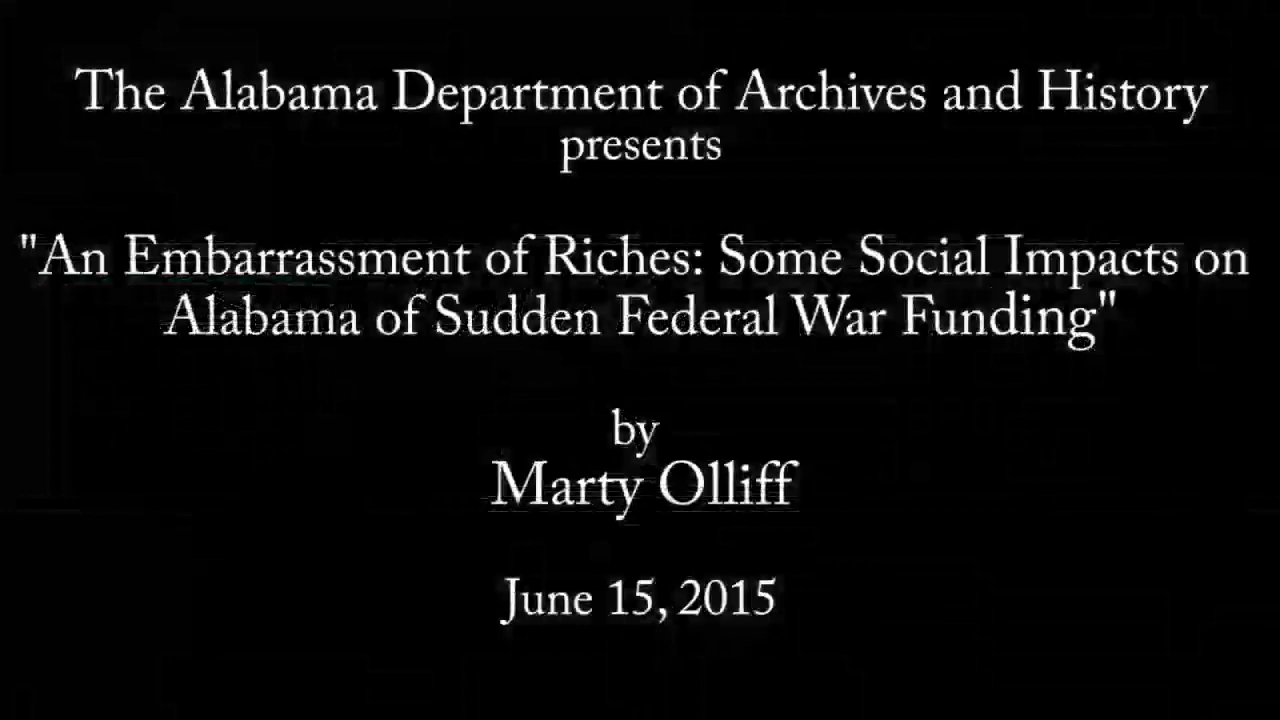 The Alabama Department of Archives and History
presents
"An Embarrassment of Riches: Some Social Impacts on
Alabama of Sudden Federal War Funding"
by
Marty Olliff
June 15, 2015